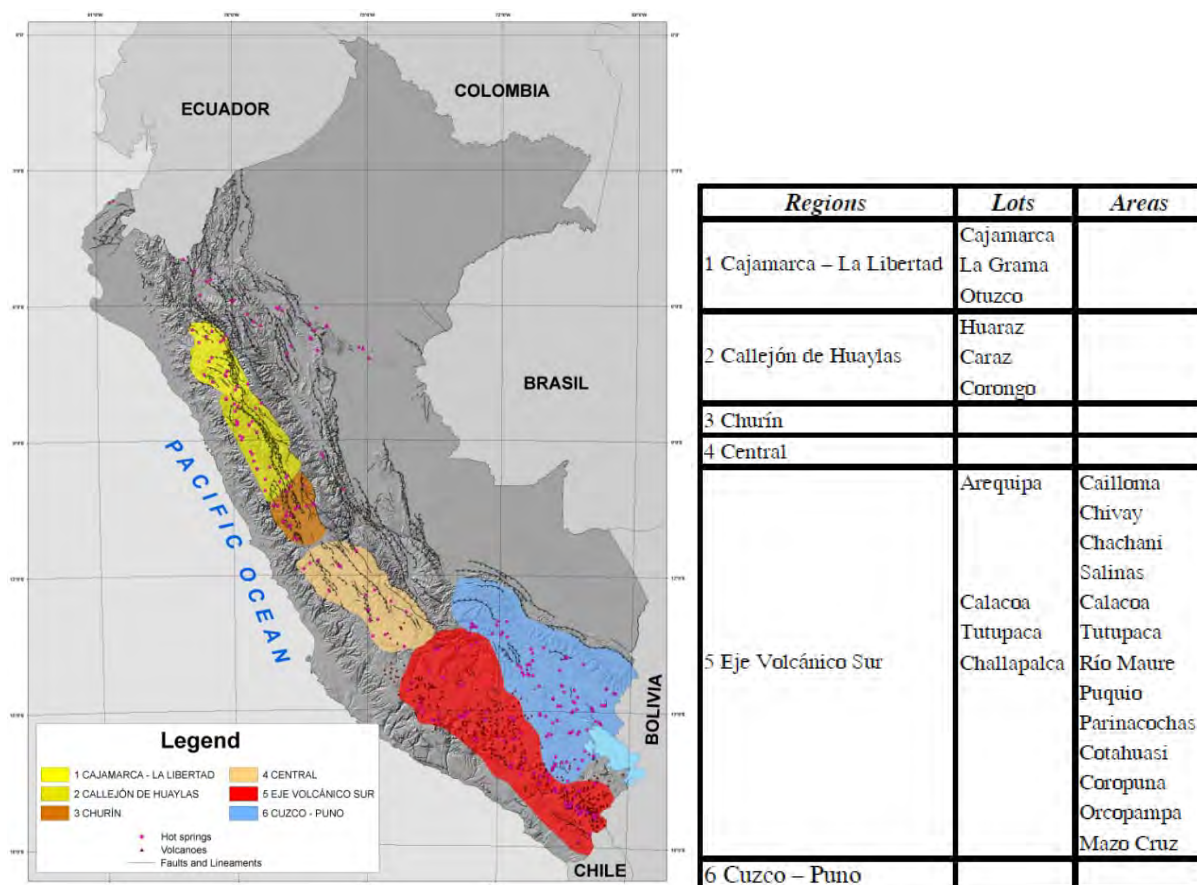 ECUADOR
COLOMBIA
BRASIL
PACIFIC OCEAN
BOLIVIA
CHILE
Legend
1 CAJAMARCA - LA LIBERTAD
2 CALLEJÓN DE HUAYLAS
3 CHURÍN
4 CENTRAL
5 EJE VOLCÁNICO SUR
6 CUZCO - PUNO
Hot springs
Volcanoes
Faults and Lineaments
Regions Lots Areas
1 Cajamarca – La Libertad
Cajamarca
La Grama
Otuzco
2 Callejón de Huaylas
Huaraz
Caraz
Corongo
3 Churín
4 Central
5 Eje Volcánico Sur
Arequipa
Calacoa
Tutupaca
Challapalca
Cailloma
Chivay
Chachani
Salinas
Calacoa
Tutupaca
Río Maure
Puquio
Parinacochas
Cotahuasi
Coropuna
Orcopampa
Mazo Cruz
6 Cuzco – Puno